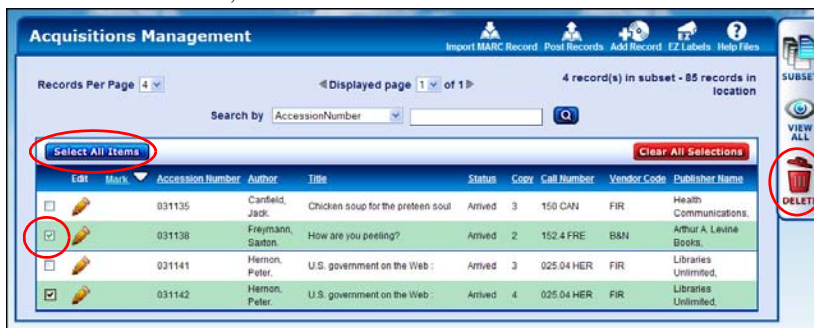 Acquisitions Management
Import MARC Record Post Records Add Record EZ Labels Help Files
Records Per Page 4 Displayed page 1 of 1 4 record(s) in subset - 85 records in
location
Search by AccessionNumber
Select All Items Clear All Selections
Edit Mark Accession Number Author Title Status Copy Call Number Vendor Code Publisher Name
031135 Canfield, Jack. Chicken soup for the preteen soul Arrived 3 150 CAN FIR Health Communications,
031138 Freymann, Saxton. How are you peeling? Arrived 2 152.4 FRE B&N Arthur A. Levine Books,
031141 Hernon, Peter. U.S. government on the Web : Arrived 3 025.04 HER FIR Libraries Unlimited,
031142 Hernon, Peter. U.S. government on the Web : Arrived 4 025.04 HER FIR Libraries Unlimited,
VIEW
ALL